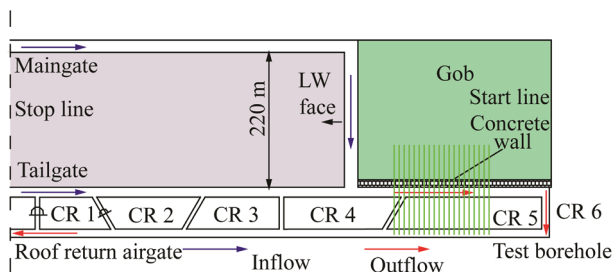 Maingate
Stop line
Tailgate
220 m
LW
face
Gob
Start line
Concrete
wall
CR 1
CR 2
CR 3
CR 4
CR 5
CR 6
Roof return airgate
Inflow
Outflow
Test borehole